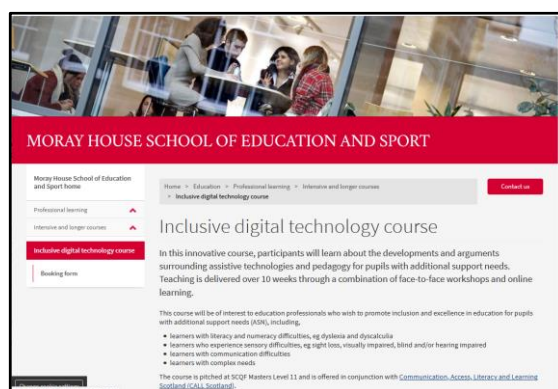 MORAY HOUSE SCHOOL OF EDUCATION AND SPORT
Moray House School of Education
and Sport home
Professional learning
Intensive and longer courses
Inclusive digital technology course
Booking form
Home > Education > Professional learning > Intensive and longer courses
> Inclusive digital technology course
Contact us
Inclusive digital technology course
In this innovative course, participants will learn about the developments and arguments
surrounding assistive technologies and pedagogy for pupils with additional support needs.
Teaching is delivered over 10 weeks through a combination of face-to-face workshops and online
learning.
This course will be of interest to education professionals who wish to promote inclusion and excellence in education for pupils
with additional support needs (ASN), including,
• learners with literacy and numeracy difficulties, eg dyslexia and dyscalculia
• learners who experience sensory difficulties, eg sight loss, visually impaired, blind and/or hearing impaired
• learners with communication difficulties
• learners with complex needs
The course is pitched at SCQF Masters Level 11 and is offered in conjunction with Communication, Access, Literacy and Learning
Scotland (CALL Scotland).